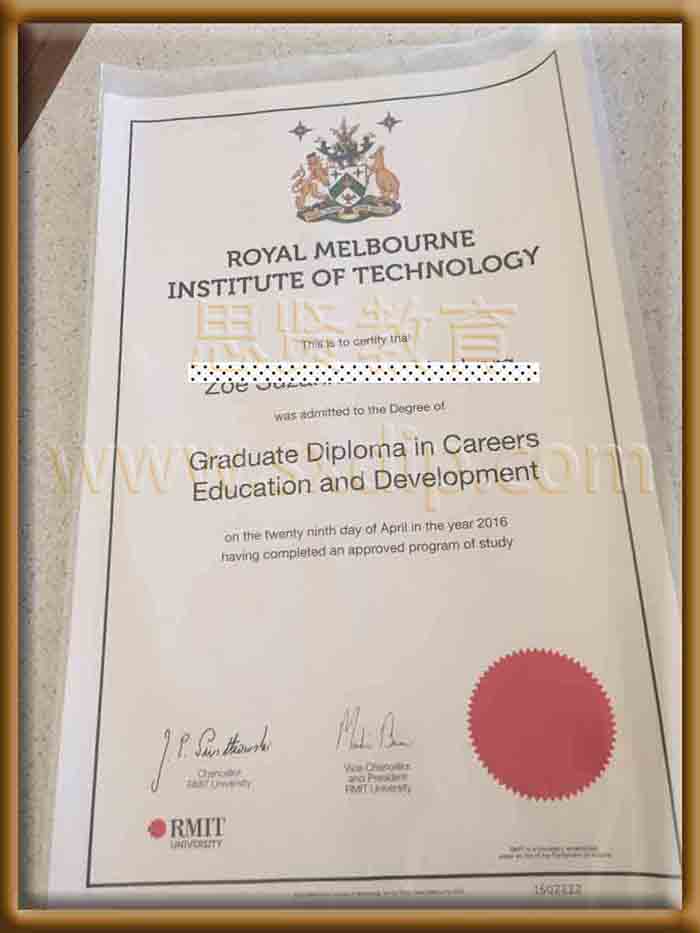 ROYAL MELBOURNE
INSTITUTE OF TECHNOLOGY
思贤教育
This is to certify that
Zoe
was admitted to the Degree of
Graduate Diploma in Careers
Education and Development
on the twenty ninth day of April in the year 2016
having completed an approved program of study
Chancellor
RMIT University
Vice-Chancellor
and President
RMIT University
RMIT
UNIVERSITY